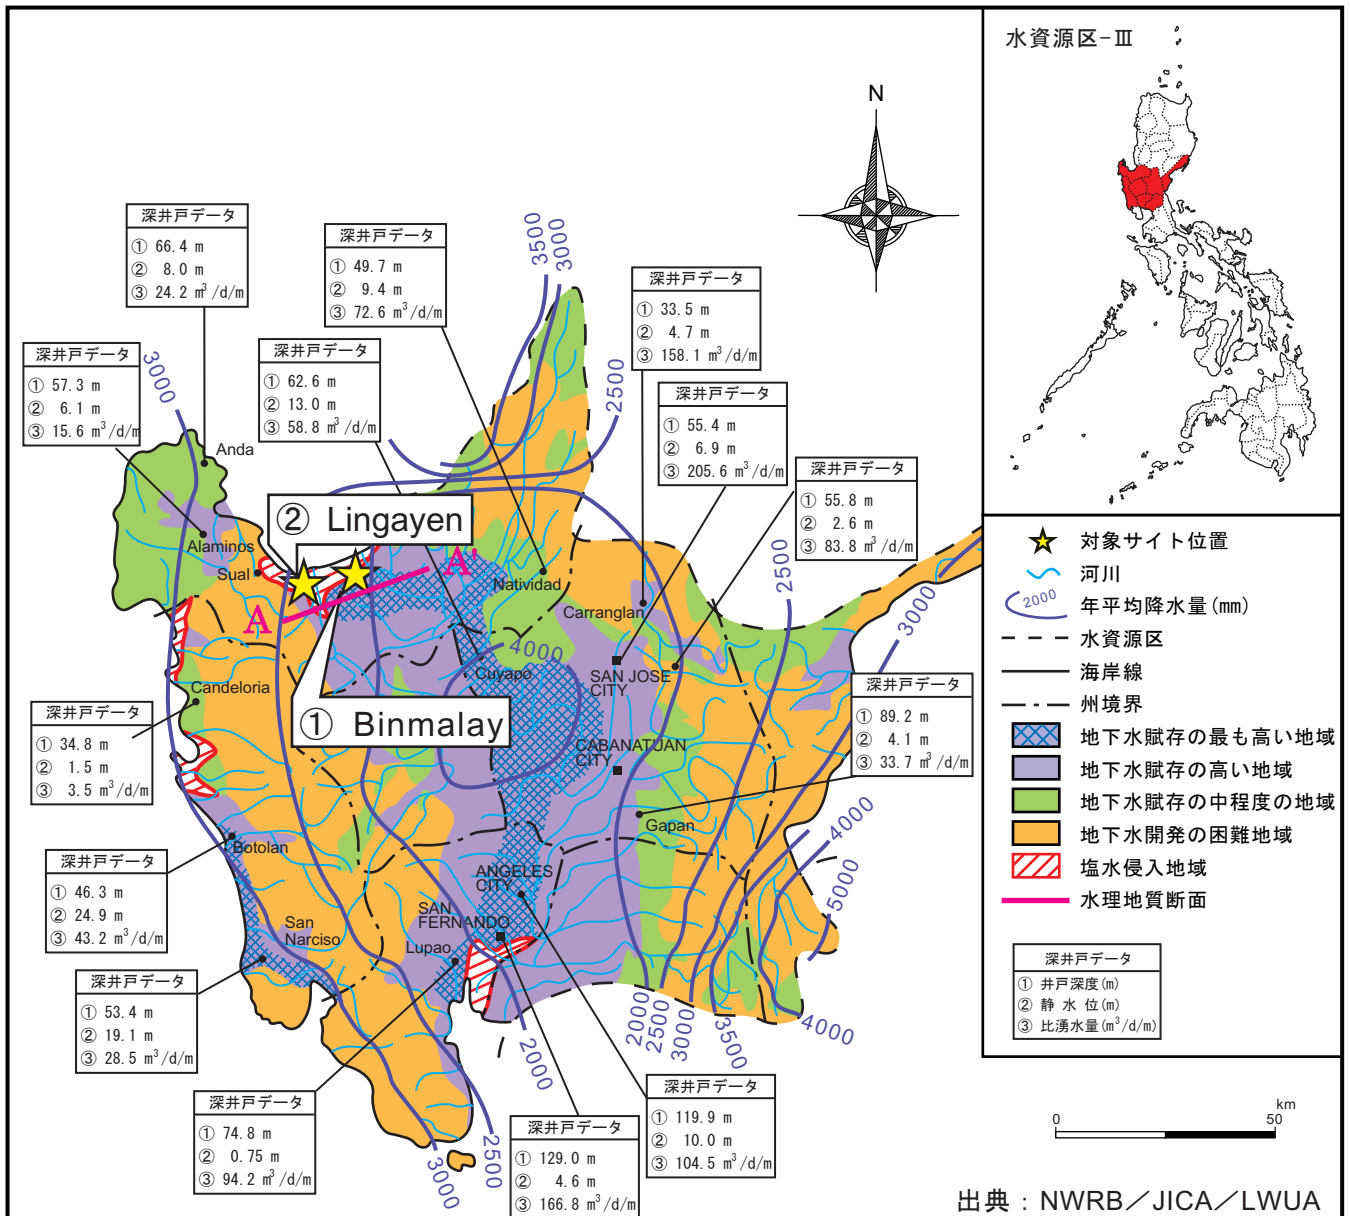 水資源区-Ⅲ
N
深井戸データ
① 66.4 m
② 8.0 m
③ 24.2 m³/d/m
深井戸データ
① 49.7 m
② 9.4 m
③ 72.6 m³/d/m
深井戸データ
① 33.5 m
② 4.7 m
③ 158.1 m³/d/m
深井戸データ
① 57.3 m
② 6.1 m
③ 15.6 m³/d/m
深井戸データ
① 62.6 m
② 13.0 m
③ 58.8 m³/d/m
深井戸データ
① 55.4 m
② 6.9 m
③ 205.6 m³/d/m
深井戸データ
① 55.8 m
② 2.6 m
③ 83.8 m³/d/m
3500
3000
2500
3000
Anda
② Lingayen
Alaminos
Sual
A
A'
Natividad
Carranglan
2500
3000
4000
Cuyapo
SAN JOSE
CITY
Candeloria
① Binmalay
CABANATUAN
CITY
深井戸データ
① 89.2 m
② 4.1 m
③ 33.7 m³/d/m
深井戸データ
① 34.8 m
② 1.5 m
③ 3.5 m³/d/m
Gapan
4000
5000
Botolan
深井戸データ
① 46.3 m
② 24.9 m
③ 43.2 m³/d/m
ANGELES
CITY
SAN
FERNANDO
San
Narciso
Lupao
深井戸データ
① 53.4 m
② 19.1 m
③ 28.5 m³/d/m
2000
2000
2500
3000
3500
4000
深井戸データ
① 74.8 m
② 0.75 m
③ 94.2 m³/d/m
3000
2500
深井戸データ
① 129.0 m
② 4.6 m
③ 166.8 m³/d/m
深井戸データ
① 119.9 m
② 10.0 m
③ 104.5 m³/d/m
対象サイト位置
河川
2000
年平均降水量(mm)
水資源区
海岸線
州境界
地下水賦存の最も高い地域
地下水賦存の高い地域
地下水賦存の中程度の地域
地下水開発の困難地域
塩水侵入地域
水理地質断面
深井戸データ
① 井戸深度(m)
② 静 水 位(m)
③ 比湧水量(m³/d/m)
km
0 50
出典：NWRB／JICA／LWUA